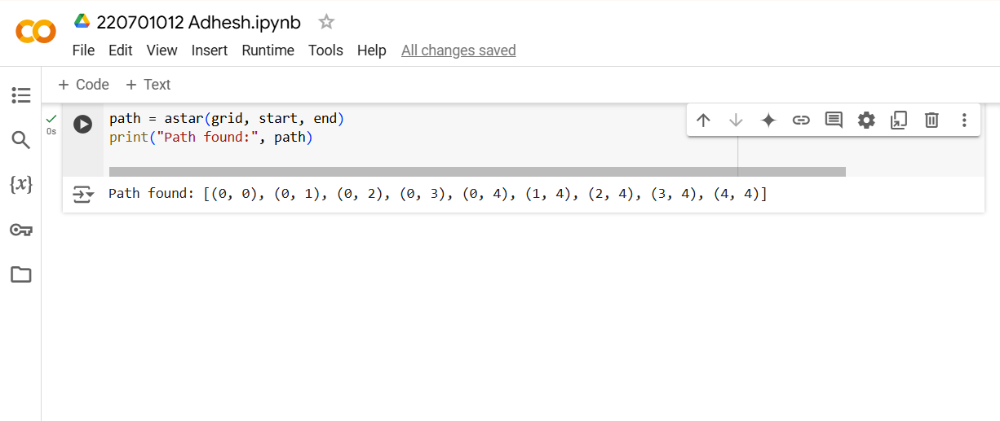 220701012 Adhesh.ipynb
File Edit View Insert Runtime Tools Help All changes saved
+ Code + Text
0s
path = astar(grid, start, end)
print("Path found:", path)
{x}
Path found: [(0, 0), (0, 1), (0, 2), (0, 3), (0, 4), (1, 4), (2, 4), (3, 4), (4, 4)]